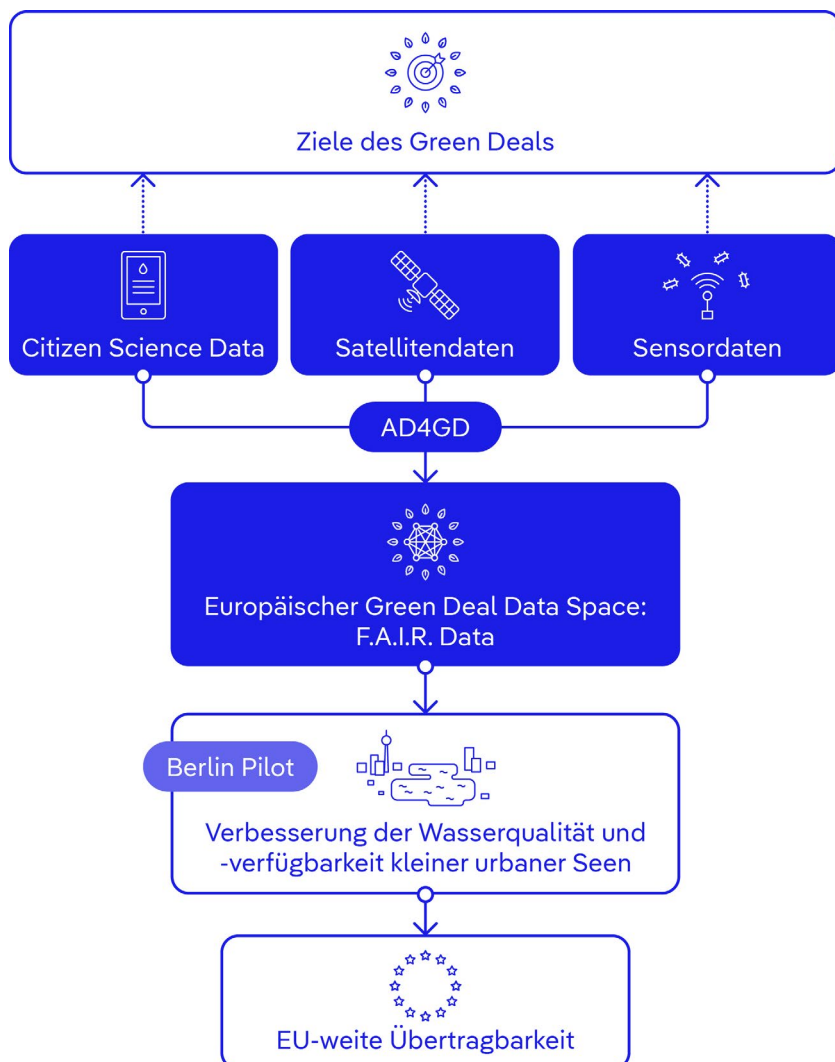 Ziele des Green Deals
Citizen Science Data
Satellitendaten
Sensordaten
AD4GD
Europäischer Green Deal Data Space:
F.A.I.R. Data
Berlin Pilot
Verbesserung der Wasserqualität und
-verfügbarkeit kleiner urbaner Seen
EU-weite Übertragbarkeit